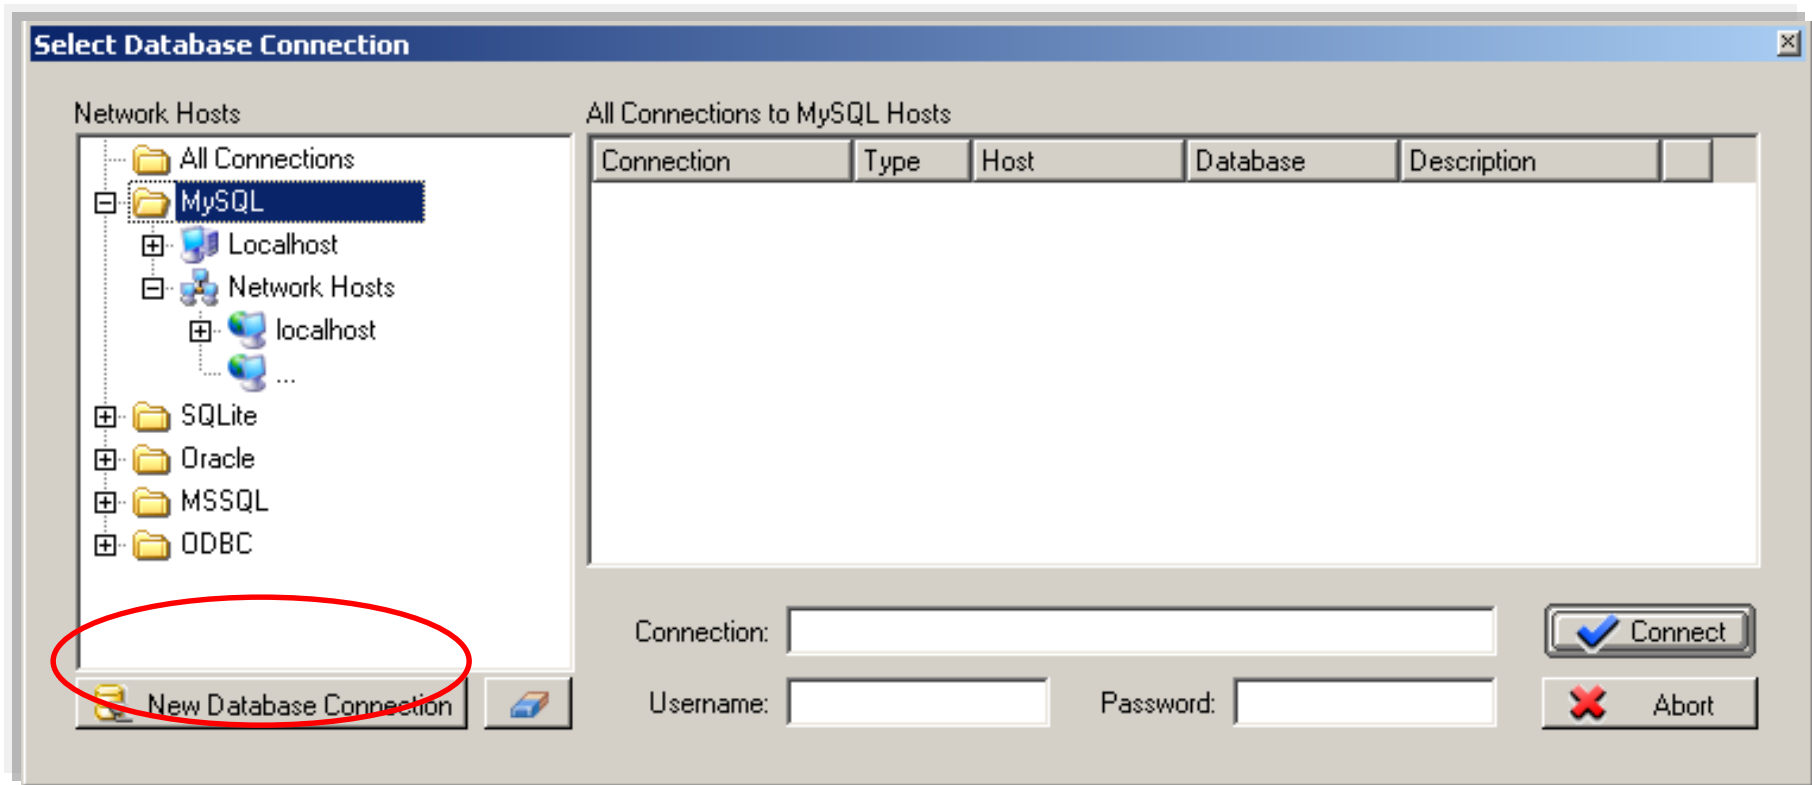 Select Database Connection
Network Hosts
All Connections
MySQL
Localhost
Network Hosts
localhost
...
SQLite
Oracle
MSSQL
ODBC
New Database Connection
All Connections to MySQL Hosts
Connection Type Host Database Description
Connection:
Connect
Username:
Password:
Abort